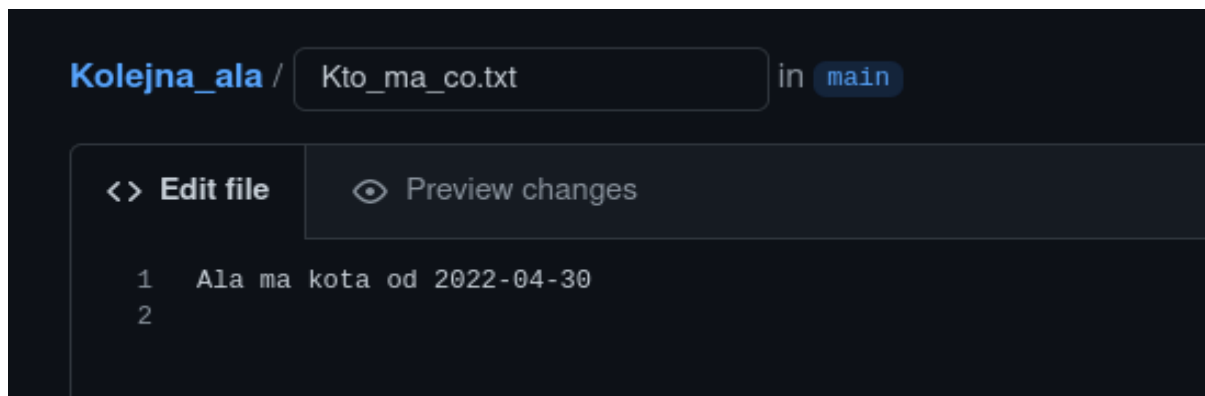 Kolejna_ala / Kto_ma_co.txt in main
<> Edit file Preview changes
1 Ala ma kota od 2022-04-30
2